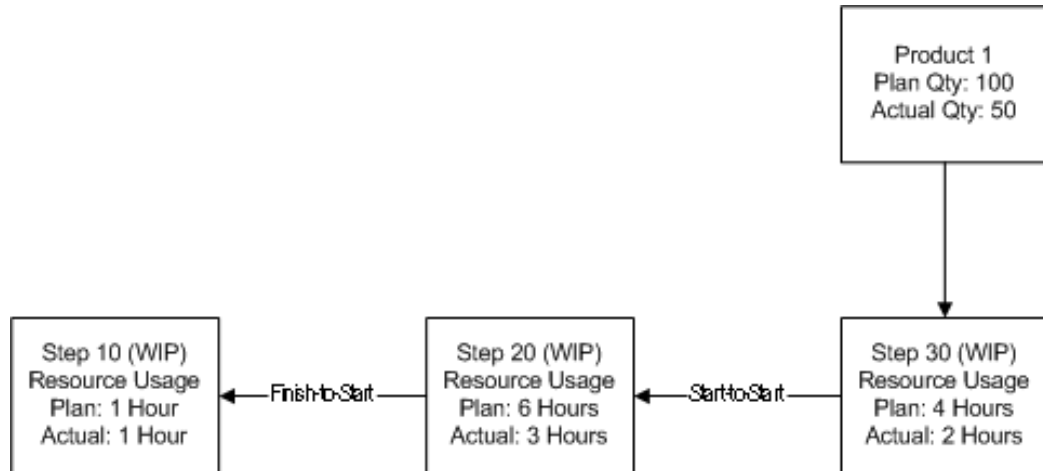 Product 1
Plan Qty: 100
Actual Qty: 50
Step 10 (WIP)
Resource Usage
Plan: 1 Hour
Actual: 1 Hour
Finish-to-Start
Step 20 (WIP)
Resource Usage
Plan: 6 Hours
Actual: 3 Hours
Start-to-Start
Step 30 (WIP)
Resource Usage
Plan: 4 Hours
Actual: 2 Hours